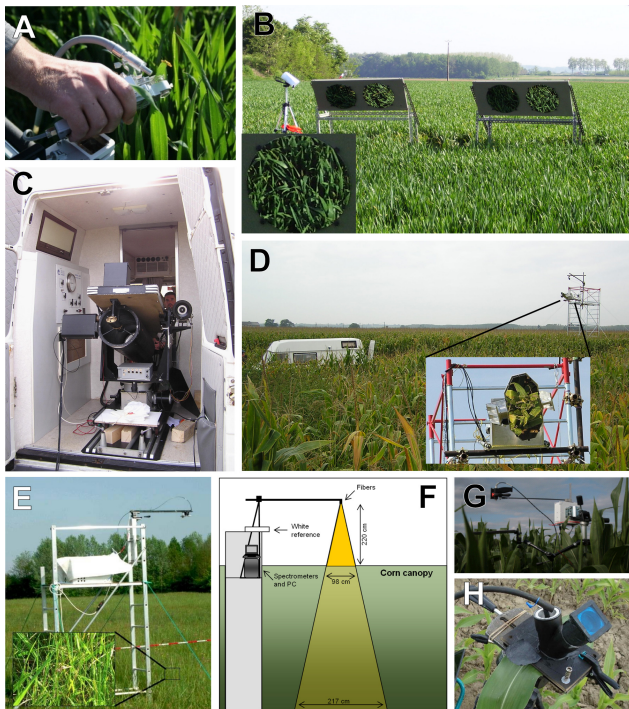 A
B
C
D
E
F
Fibers
White
reference
220 cm
Spectrometers
and PC
Corn canopy
98 cm
217 cm
G
H